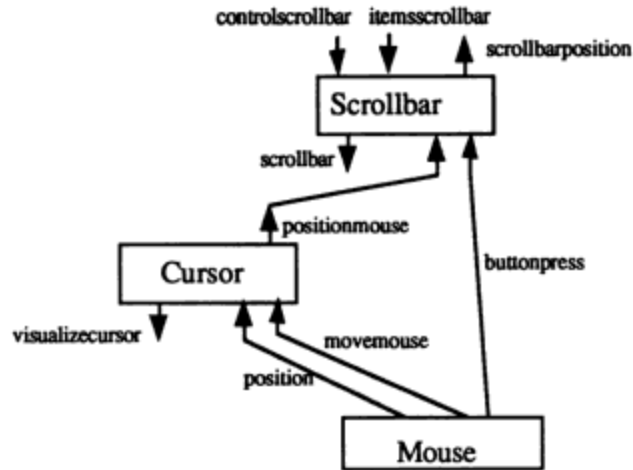 controlscrollbar itemsscrollbar
scrollbarposition
Scrollbar
scrollbar
positionmouse
Cursor
buttonpress
visualizecursor
movemouse
position
Mouse